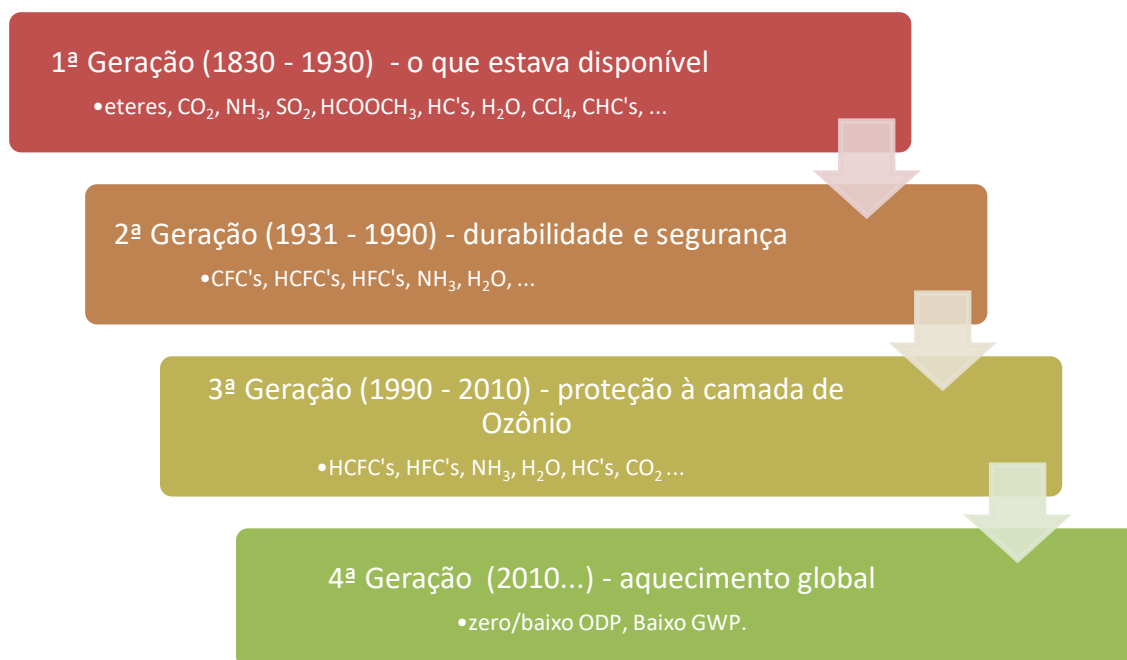 1ª Geração (1830 - 1930) - o que estava disponível
•eteres, CO₂, NH₃, SO₂, HCOOCH₃, HC's, H₂O, CCl₄, CHC's, ...
2ª Geração (1931 - 1990) - durabilidade e segurança
•CFC's, HCFC's, HFC's, NH₃, H₂O, ...
3ª Geração (1990 - 2010) - proteção à camada de
Ozônio
•HCFC's, HFC's, NH₃, H₂O, HC's, CO₂ ...
4ª Geração (2010...) - aquecimento global
•zero/baixo ODP, Baixo GWP.